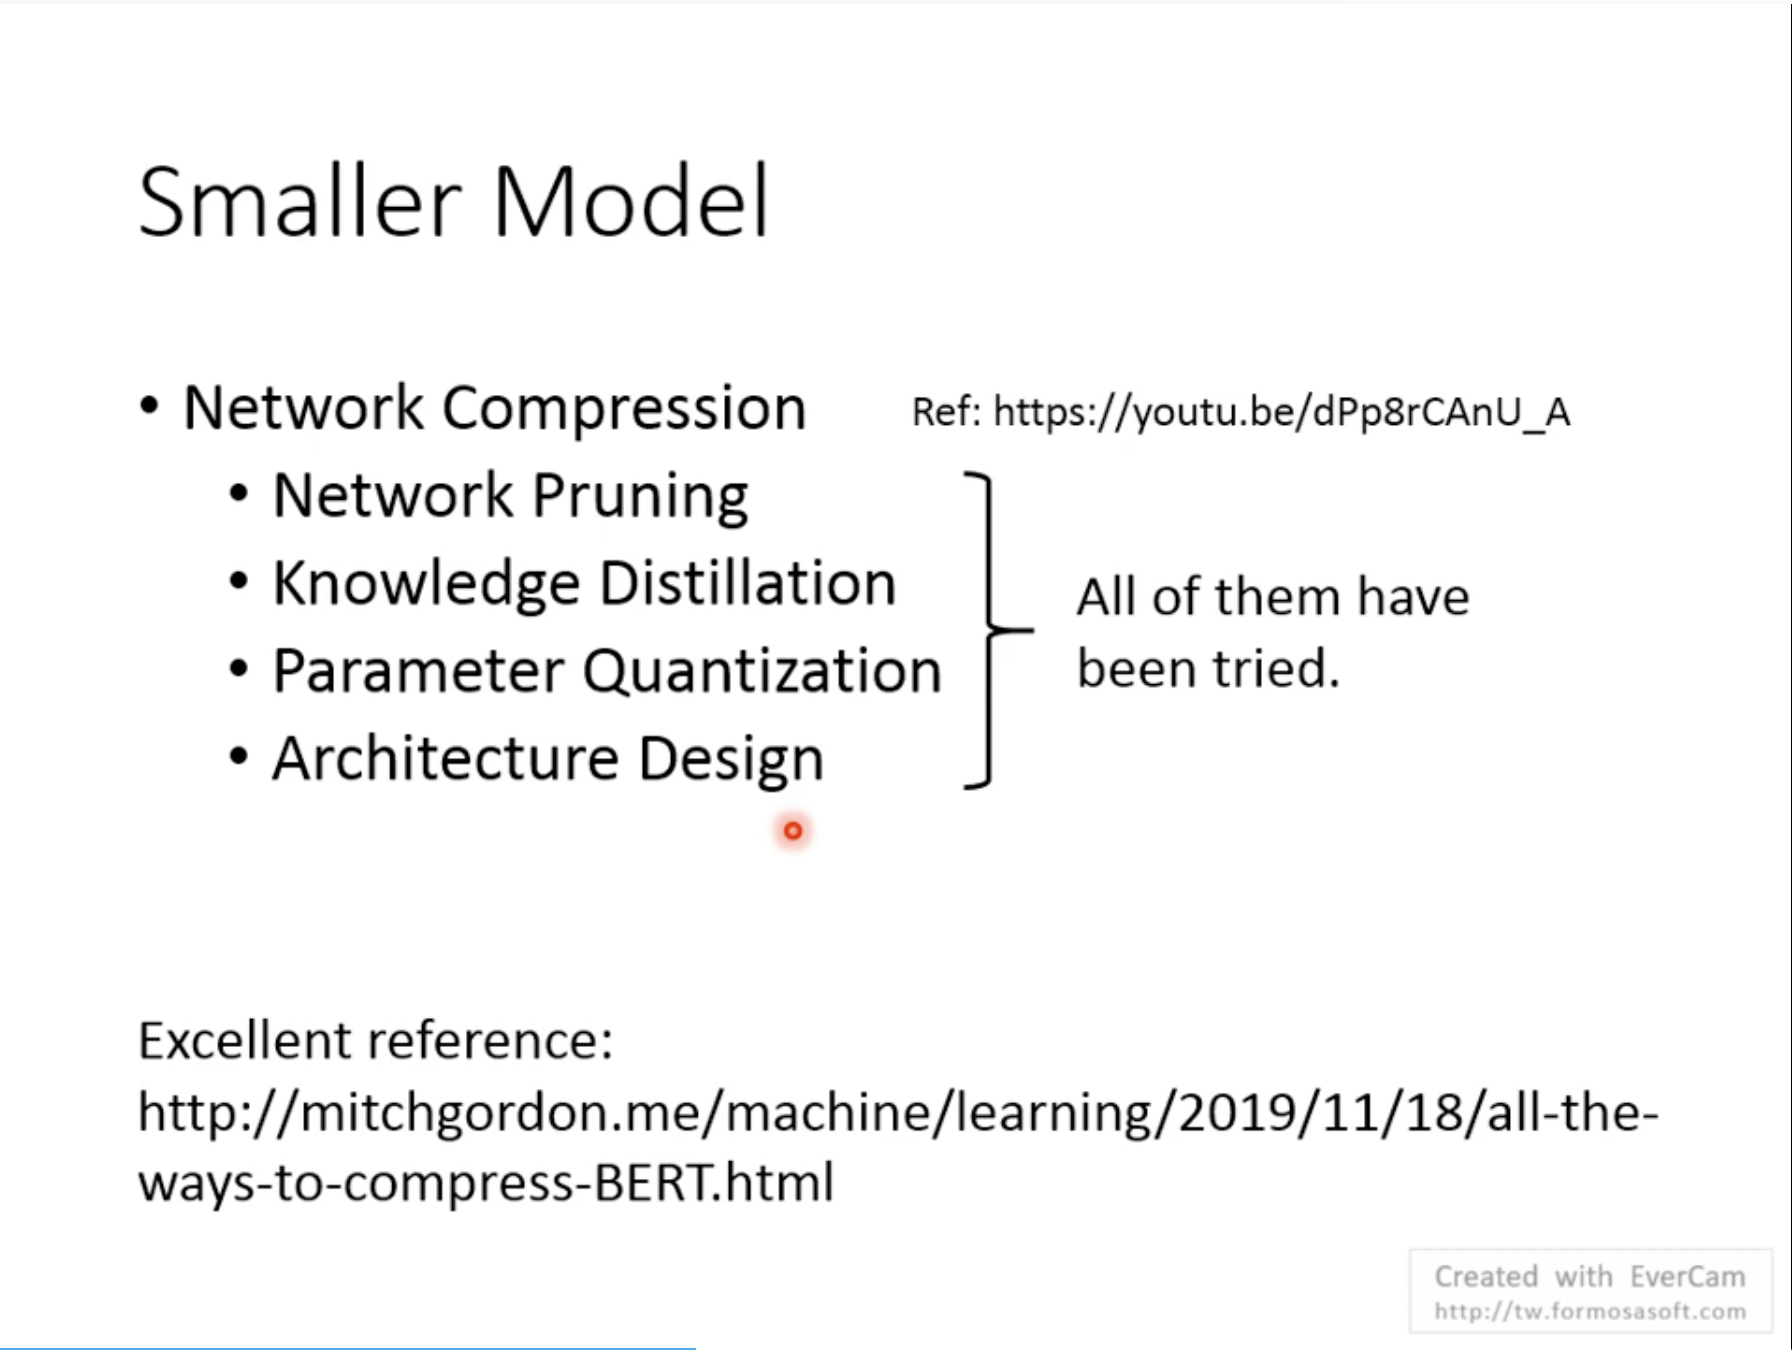 Smaller Model
• Network Compression
Ref: https://youtu.be/dPp8rCAnU_A
• Network Pruning
• Knowledge Distillation
• Parameter Quantization
• Architecture Design
All of them have
been tried.
Excellent reference:
http://mitchgordon.me/machine/learning/2019/11/18/all-the-
ways-to-compress-BERT.html
Created with EverCam
http://tw.formosasoft.com